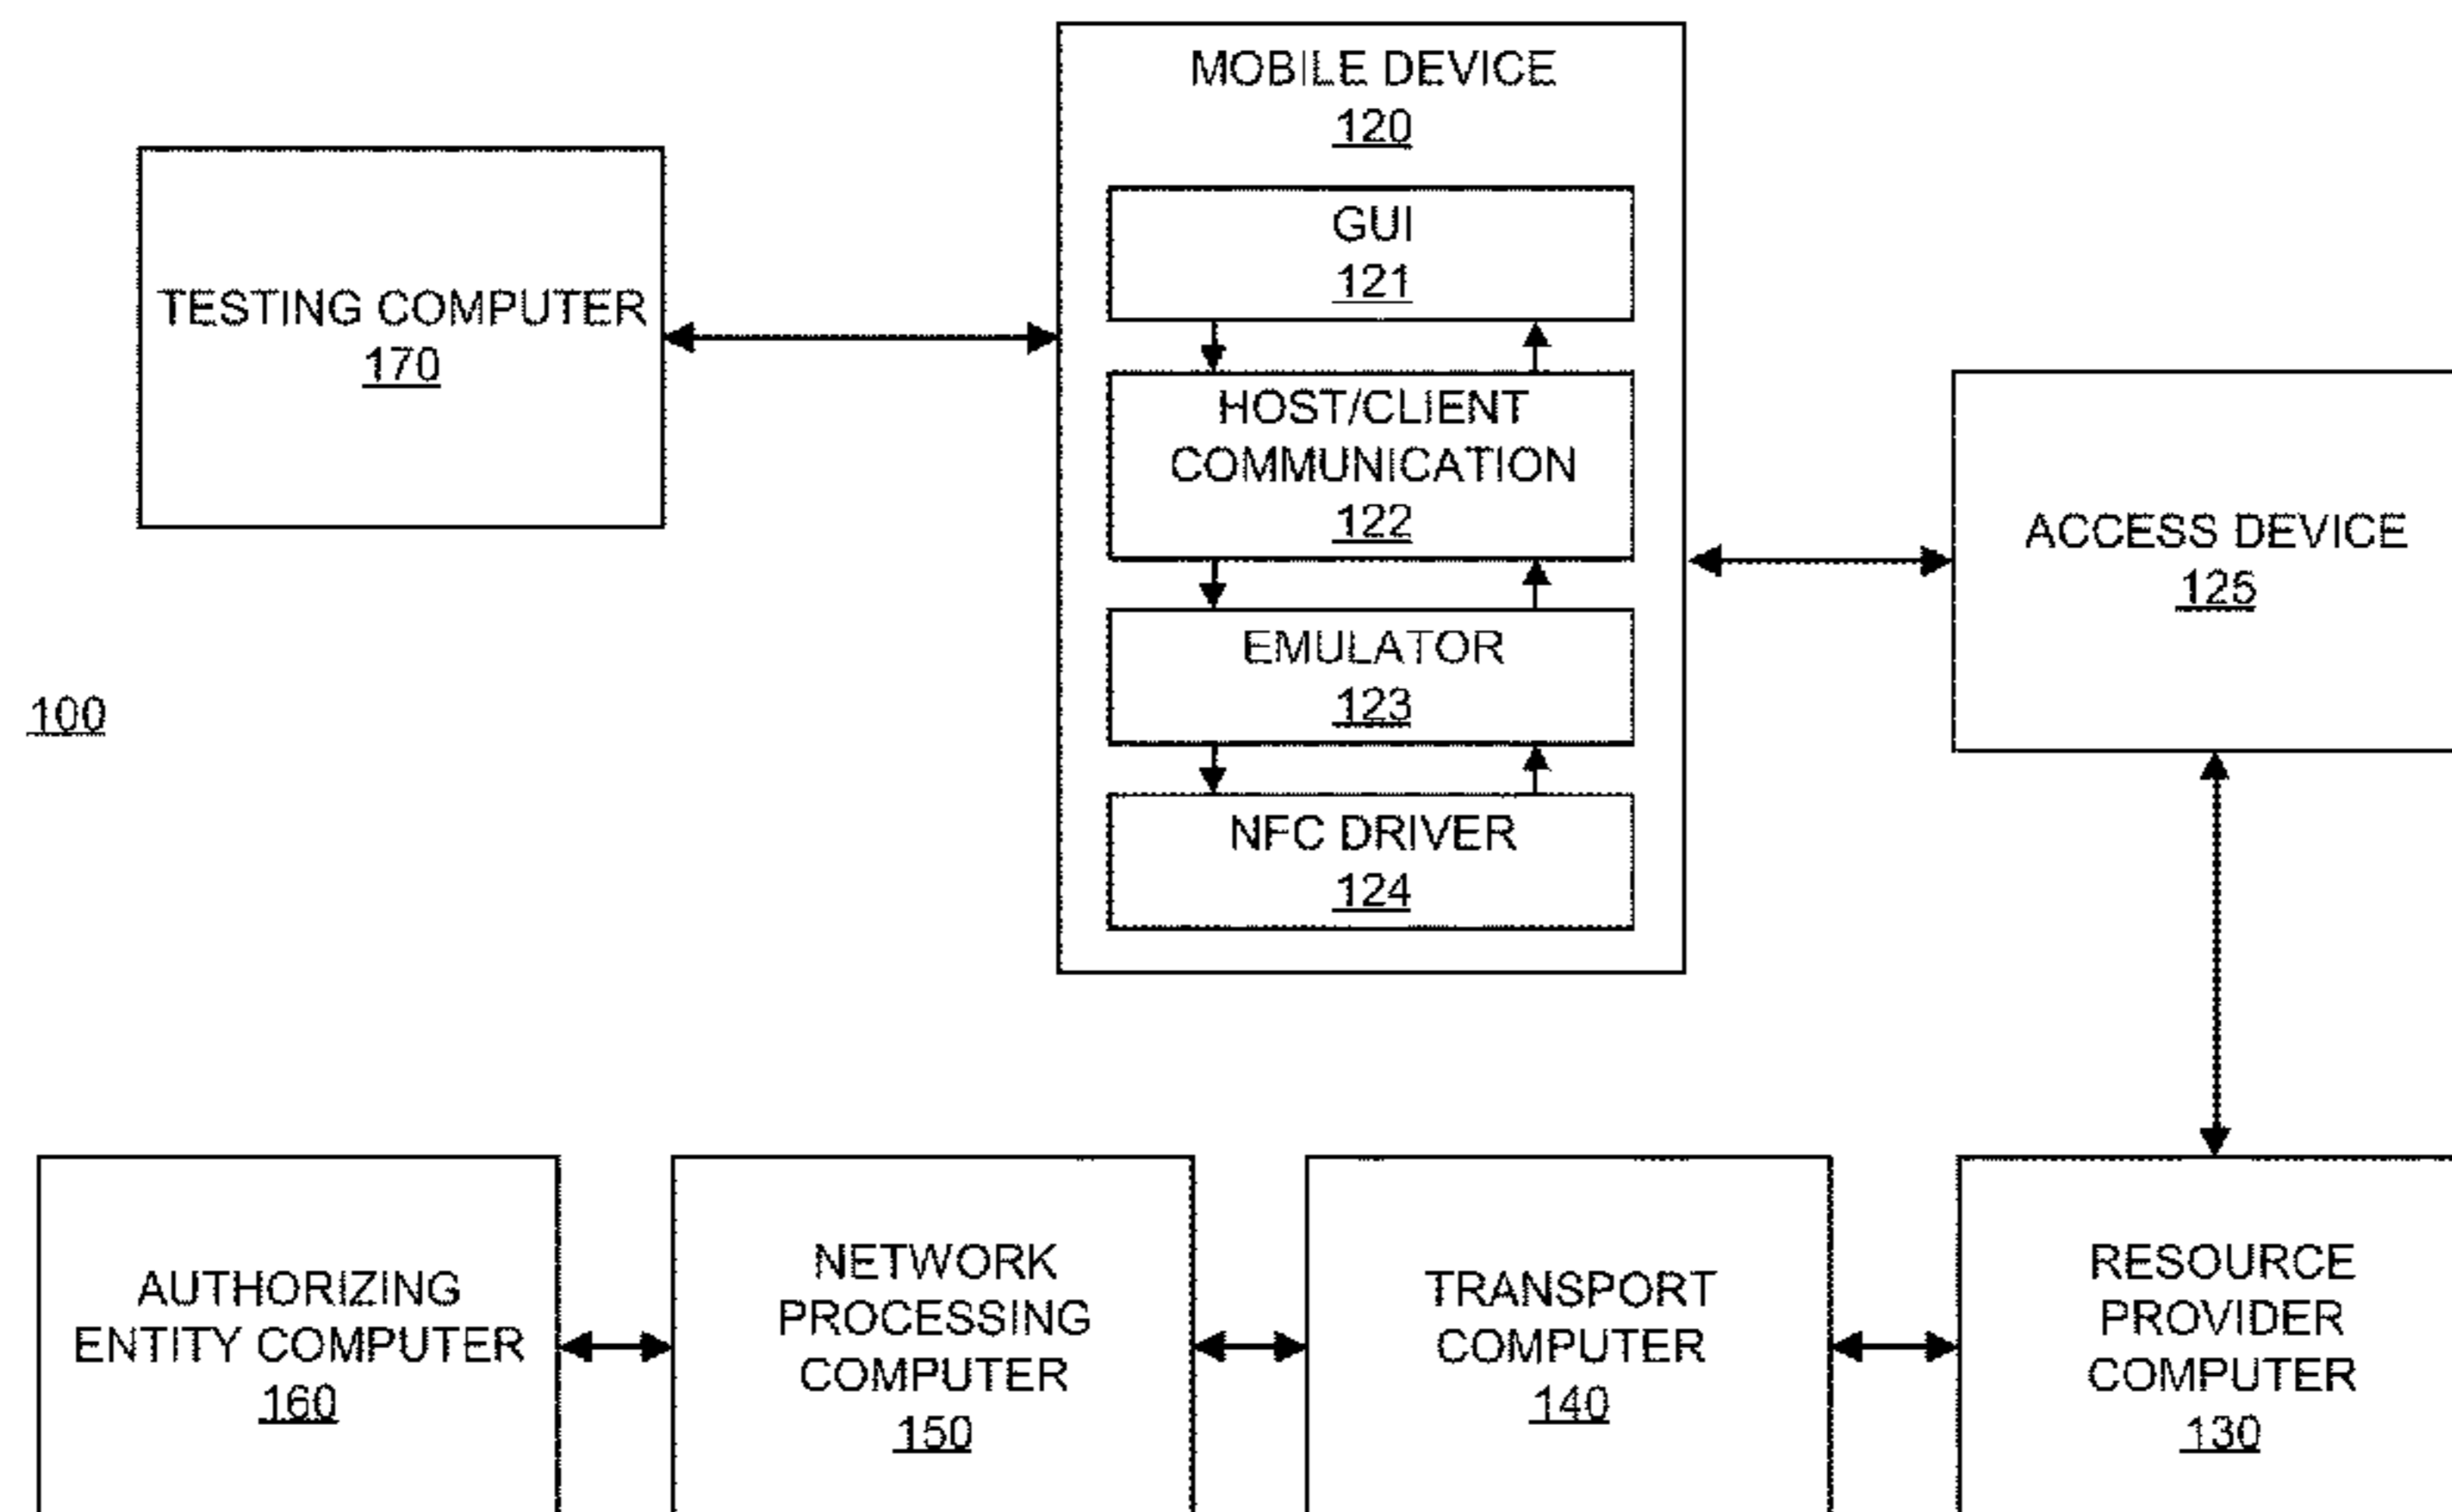 MOBILE DEVICE
120
GUI
121
TESTING COMPUTER
170
HOST/CLIENT
COMMUNICATION
122
ACCESS DEVICE
125
EMULATOR
123
100
NFC DRIVER
124
AUTHORIZING
ENTITY COMPUTER
160
NETWORK
PROCESSING
COMPUTER
150
TRANSPORT
COMPUTER
140
RESOURCE
PROVIDER
COMPUTER
130